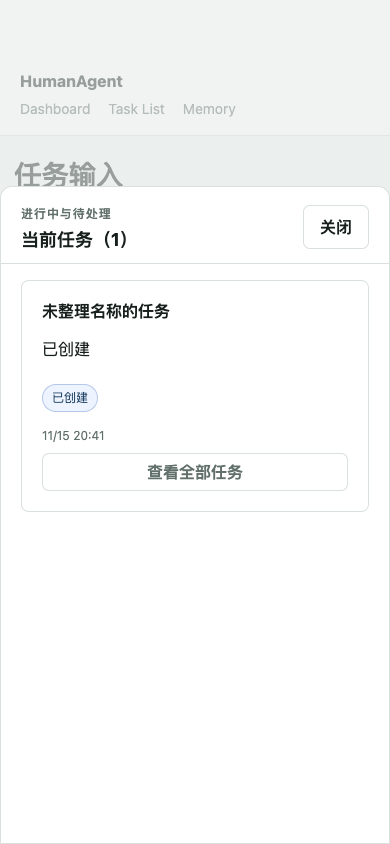 HumanAgent
Dashboard Task List Memory
任务输入
进行中与待处理
当前任务（1）
关闭
未整理名称的任务
已创建
已创建
11/15 20:41
查看全部任务